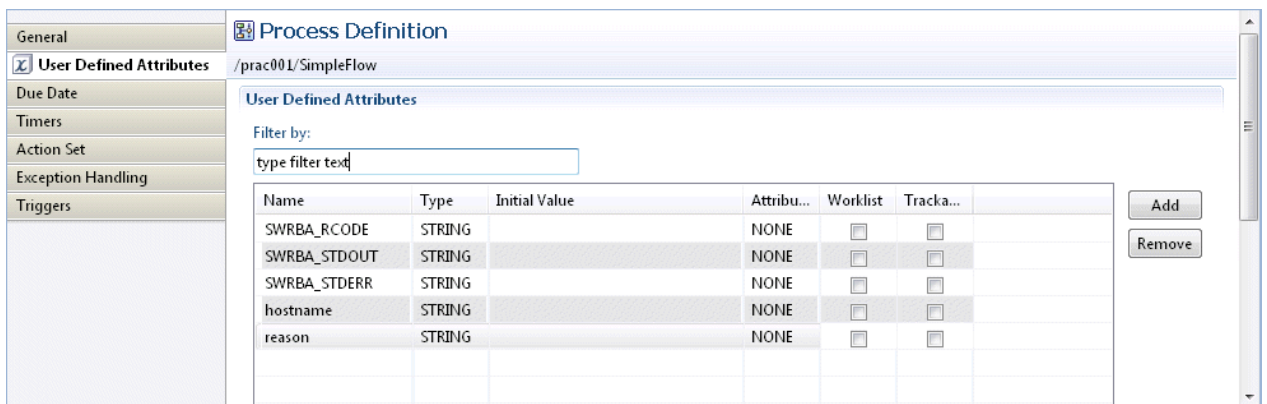 General
User Defined Attributes
Due Date
Timers
Action Set
Exception Handling
Triggers
Process Definition
/prac001/SimpleFlow
User Defined Attributes
Filter by:
type filter text
Name Type Initial Value Attribu... Worklist Tracka...
SWRBA_RCODE STRING NONE
SWRBA_STDOUT STRING NONE
SWRBA_STDERR STRING NONE
hostname STRING NONE
reason STRING NONE
Add
Remove